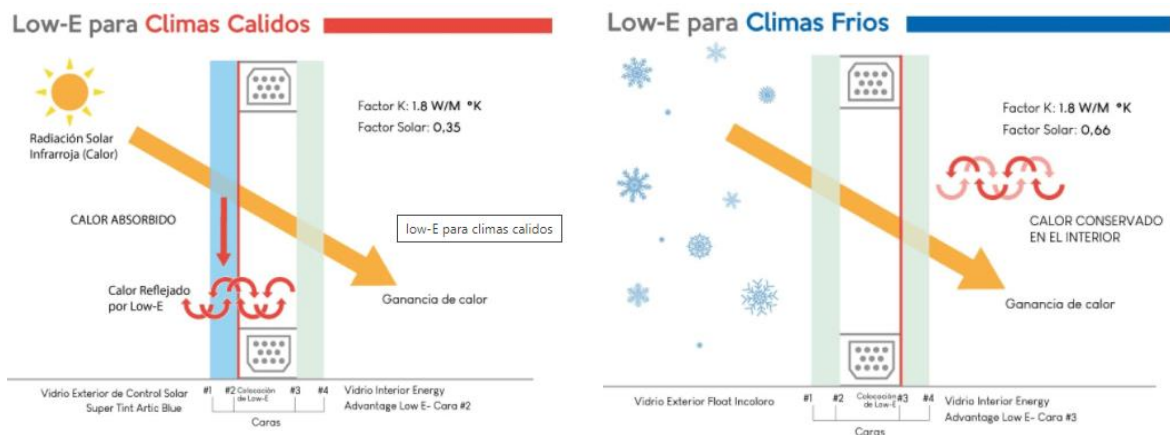 Low-E para Climas Calidos
Radiación Solar
Infrarroja (Calor)
Factor K: 1.8 W/M °K
Factor Solar: 0,35
CALOR ABSORBIDO
low-E para climas calidos
Calor Reflejado
por Low-E
Ganancia de calor
Vidrio Exterior de Control Solar
Super Tint Artic Blue
#1 #2 Colocación #3 #4
de Low-E
Caras
Vidrio Interior Energy
Advantage Low E- Cara #2
Low-E para Climas Frios
Factor K: 1.8 W/M °K
Factor Solar: 0,66
CALOR CONSERVADO
EN EL INTERIOR
Ganancia de calor
Vidrio Exterior Float Incoloro
#1 #2 Colocación #3 #4
de Low-E
Caras
Vidrio Interior Energy
Advantage Low E- Cara #3